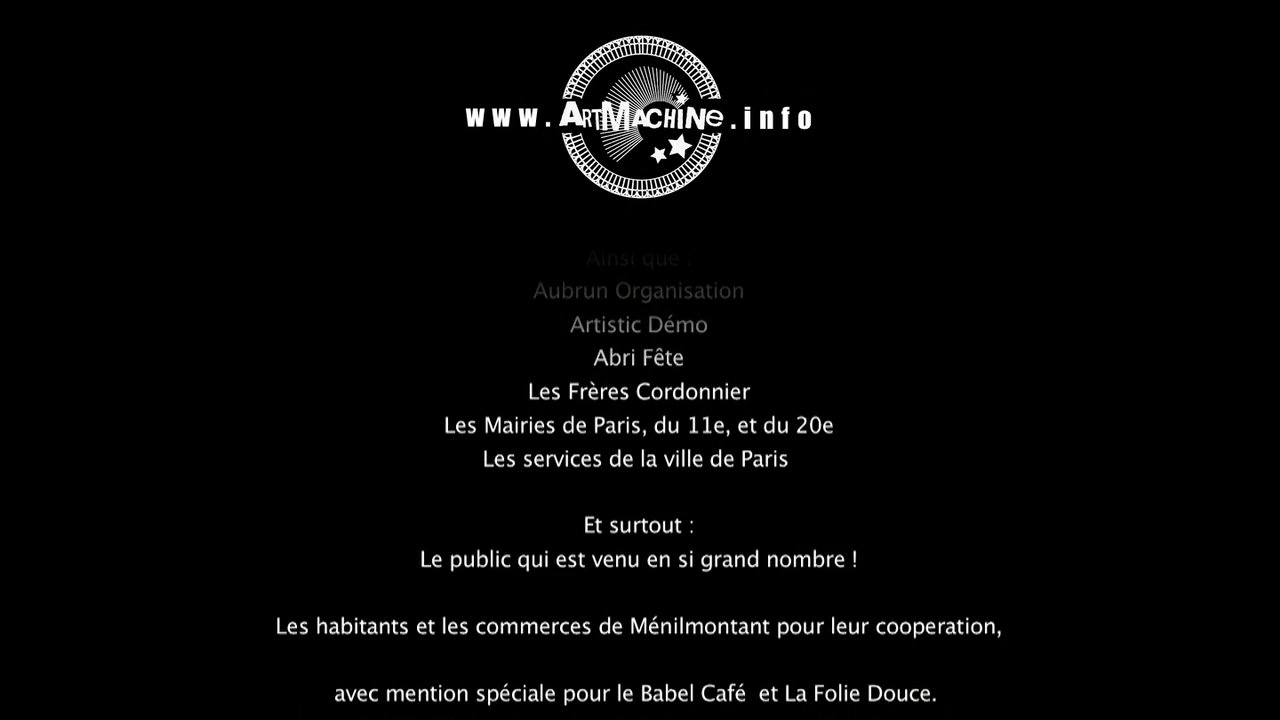 www.ArtMachine.info
Ainsi que :
Aubrun Organisation
Artistic Démo
Abri Fête
Les Frères Cordonnier
Les Mairies de Paris, du 11e, et du 20e
Les services de la ville de Paris
Et surtout :
Le public qui est venu en si grand nombre !
Les habitants et les commerces de Ménilmontant pour leur cooperation,
avec mention spéciale pour le Babel Café  et La Folie Douce.